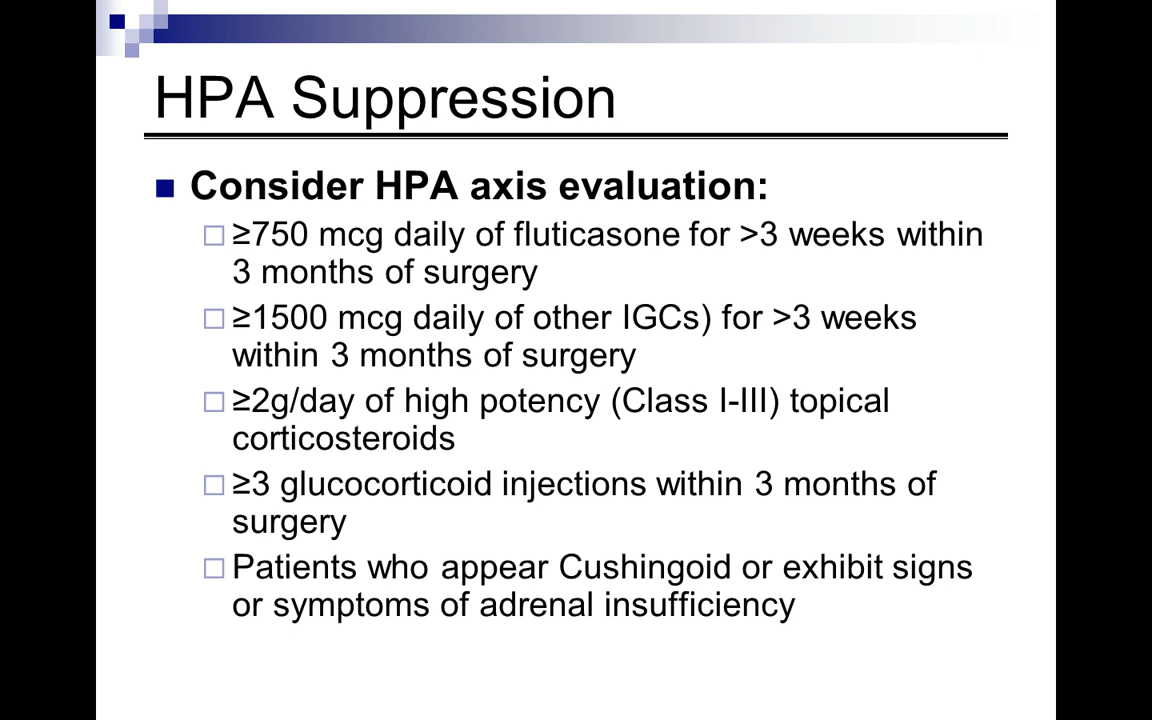 HPA Suppression
Consider HPA axis evaluation:
≥750 mcg daily of fluticasone for >3 weeks within
3 months of surgery
≥1500 mcg daily of other IGCs) for >3 weeks
within 3 months of surgery
≥2g/day of high potency (Class I-III) topical
corticosteroids
≥3 glucocorticoid injections within 3 months of
surgery
Patients who appear Cushingoid or exhibit signs
or symptoms of adrenal insufficiency